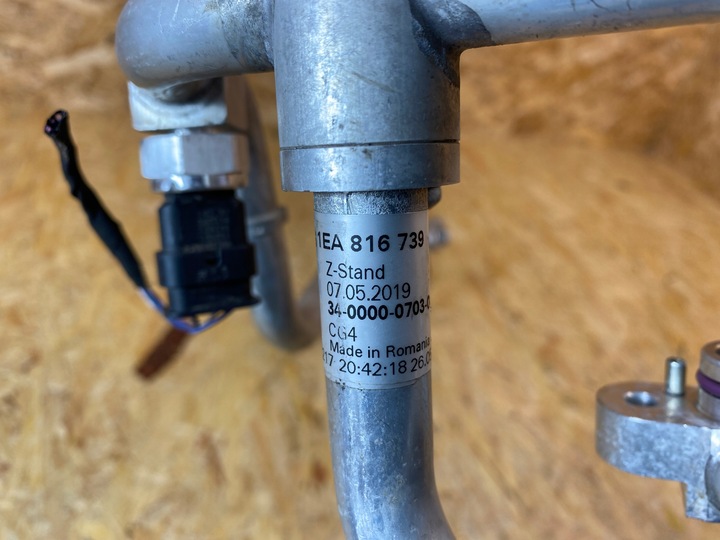 1EA 816 739
Z-Stand
07.05.2019
34-0000-0703-
CG4
Made in Romania
17 20:42:18 26.0